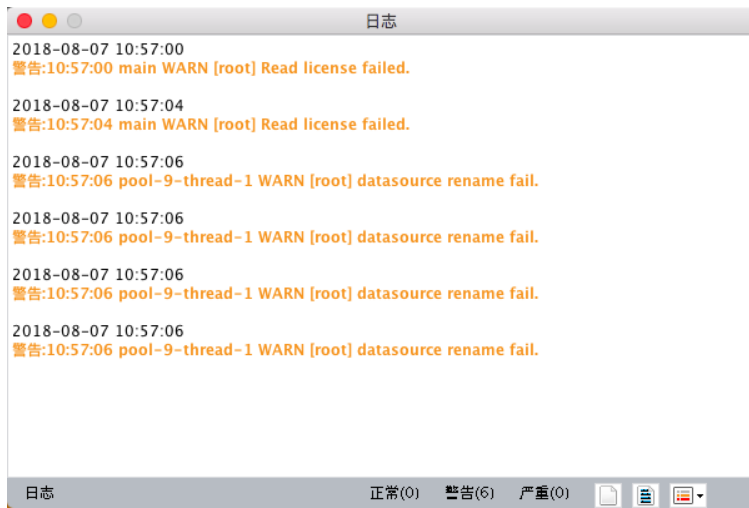 日志
2018-08-07 10:57:00
警告:10:57:00 main WARN [root] Read license failed.
2018-08-07 10:57:04
警告:10:57:04 main WARN [root] Read license failed.
2018-08-07 10:57:06
警告:10:57:06 pool-9-thread-1 WARN [root] datasource rename fail.
2018-08-07 10:57:06
警告:10:57:06 pool-9-thread-1 WARN [root] datasource rename fail.
2018-08-07 10:57:06
警告:10:57:06 pool-9-thread-1 WARN [root] datasource rename fail.
2018-08-07 10:57:06
警告:10:57:06 pool-9-thread-1 WARN [root] datasource rename fail.
日志 正常(0) 警告(6) 严重(0)